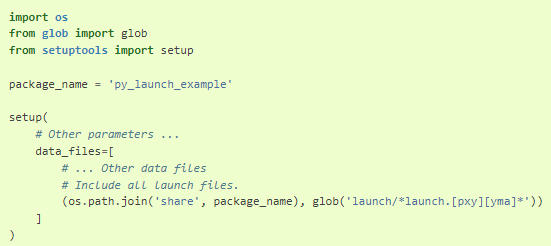 import os
from glob import glob
from setuptools import setup

package_name = 'py_launch_example'

setup(
    # Other parameters ...
    data_files=[
        # ... Other data files
        # Include all launch files.
        (os.path.join('share', package_name), glob('launch/*launch.[pxy][yma]*'))
    ]
)